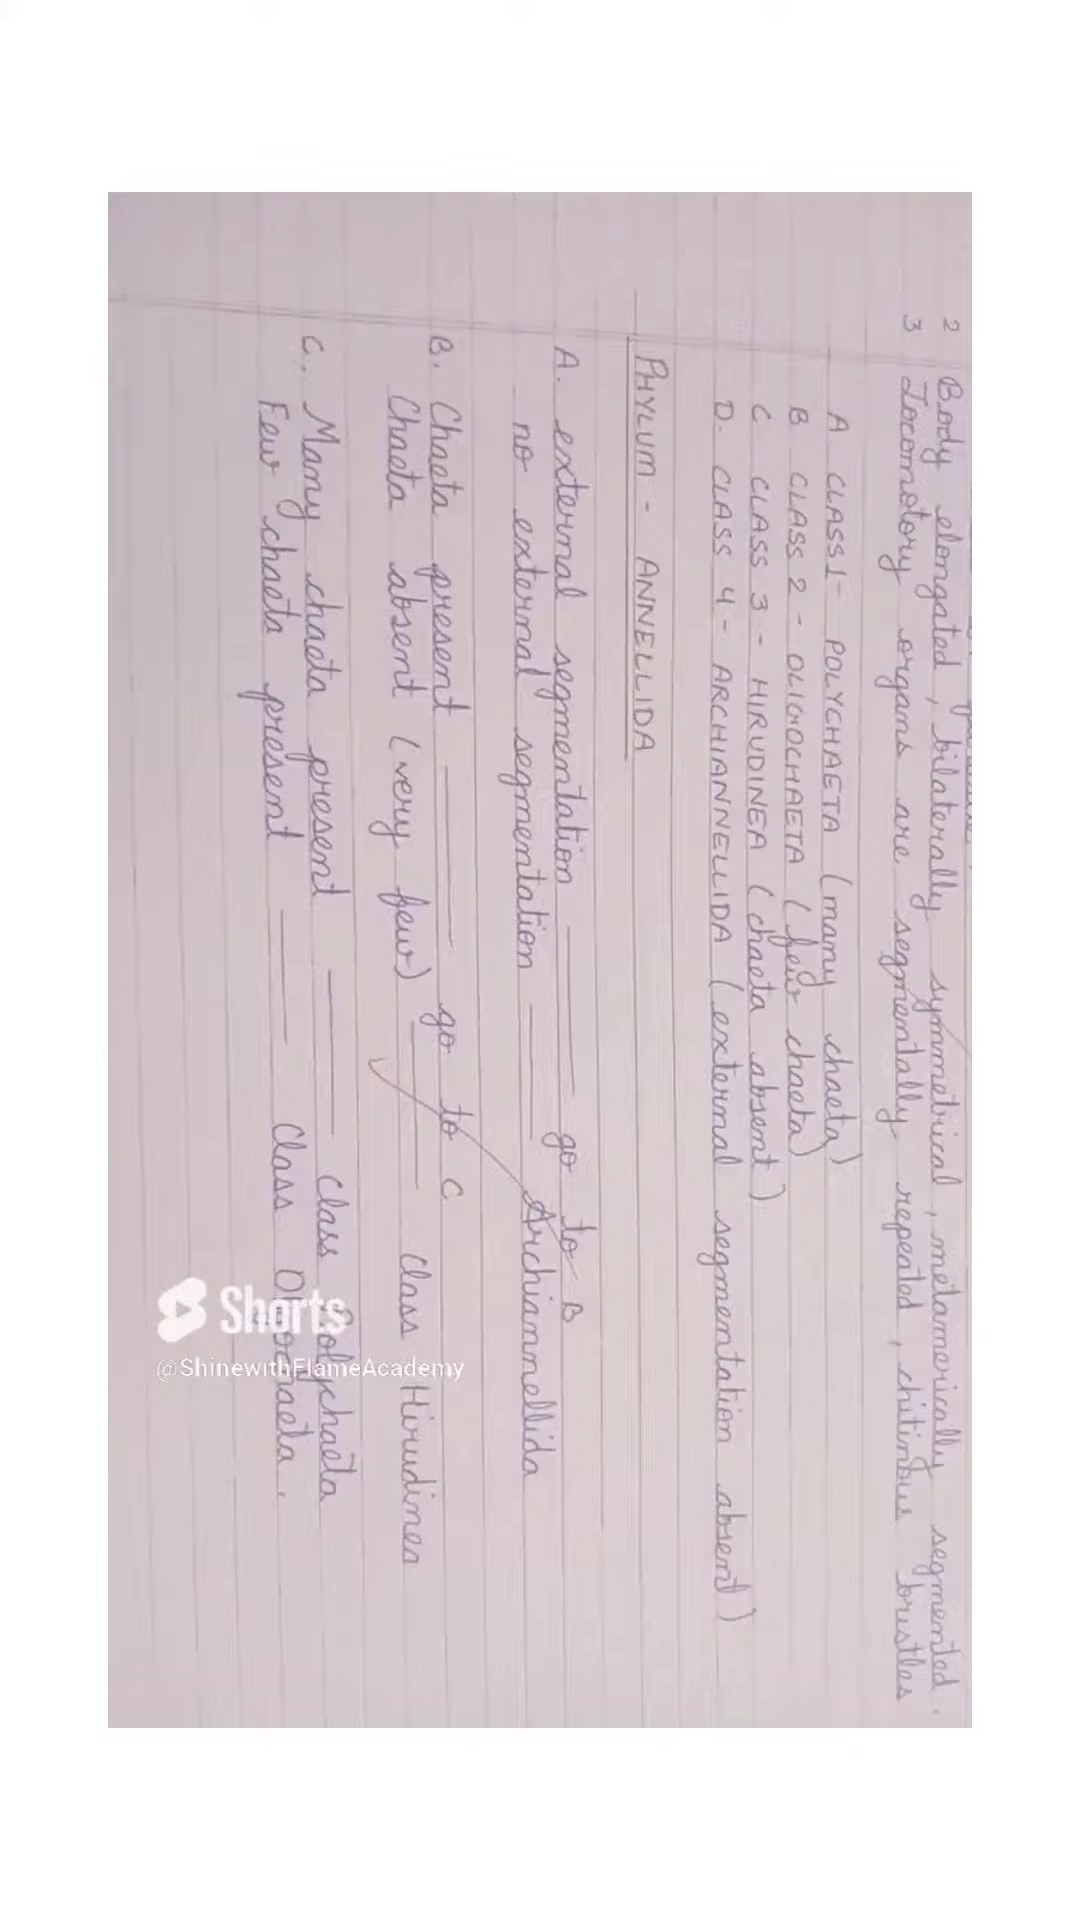 2 Body elongated, bilaterally symmetrical, metamerically segmented.
3 Locomotory organs are segmentally repeated, chitinous bristles
A CLASS 1 - POLYCHAETA (many chaeta)
B CLASS 2 - OLIGOCHAETA (few chaeta)
C CLASS 3 - HIRUDINEA (chaeta absent)
D. CLASS 4 - ARCHIANNELLIDA (external segmentation absent)
PHYLUM - ANNELLIDA
A. external segmentation —— go to B
no external segmentation —— Archiannellida
B. Chaeta present —— go to C
Chaeta absent (very few) —— Class Hirudinea
C. Many chaeta present —— Class Polychaeta
Few chaeta present —— Class
Shorts
@ShinewithFlameAcademy